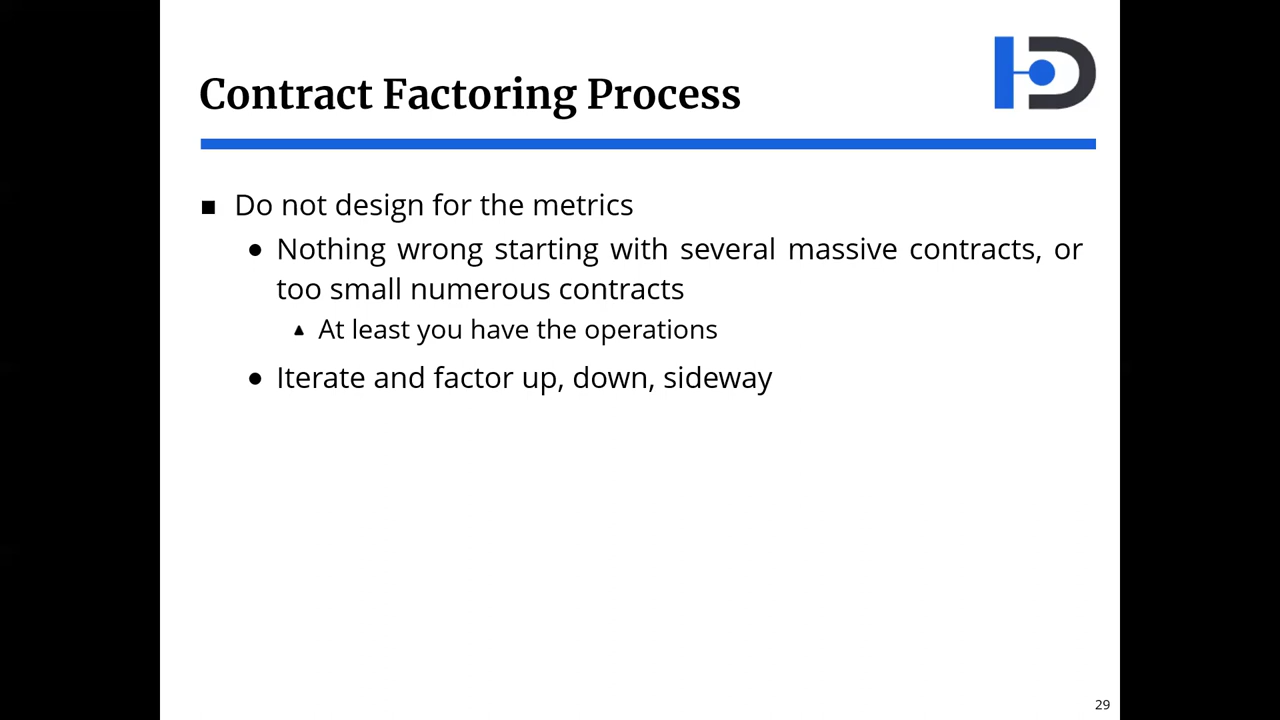 Contract Factoring Process
Do not design for the metrics
Nothing wrong starting with several massive contracts, or
too small numerous contracts
At least you have the operations
Iterate and factor up, down, sideway
29